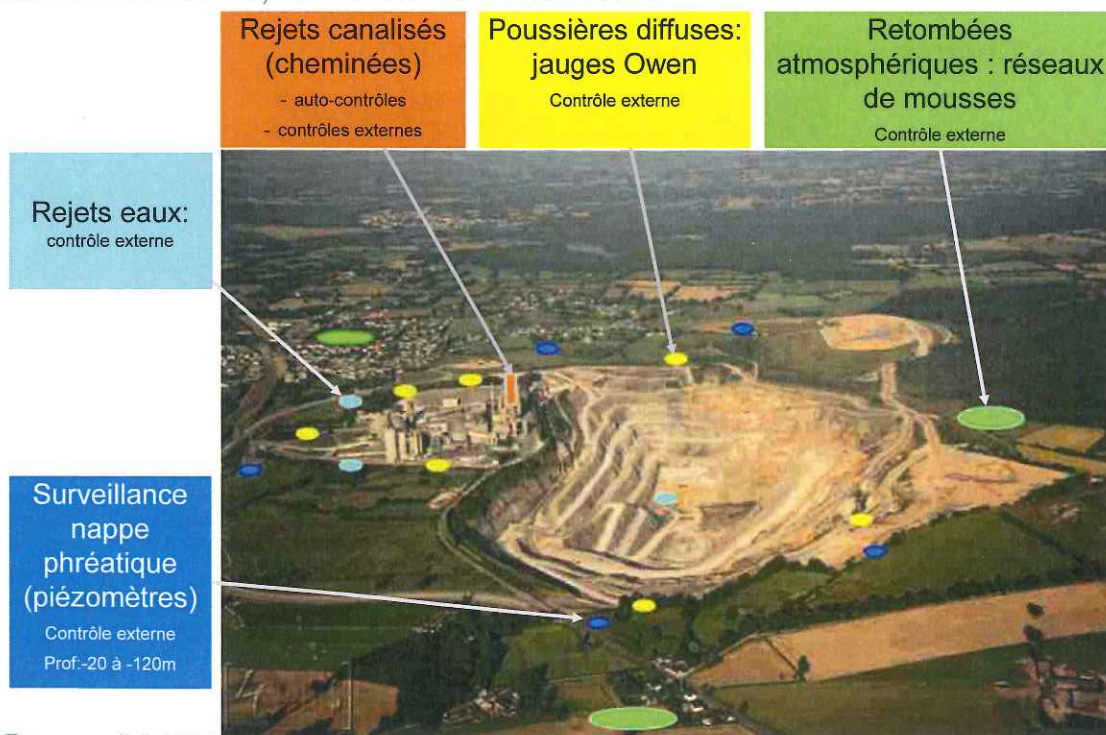 Rejets canalisés
(cheminées)
- auto-contrôles
- contrôles externes
Poussières diffuses:
jauges Owen
Contrôle externe
Retombées
atmosphériques : réseaux
de mousses
Contrôle externe
Rejets eaux:
contrôle externe
Surveillance
nappe
phréatique
(piézomètres)
Contrôle externe
Prof:-20 à -120m